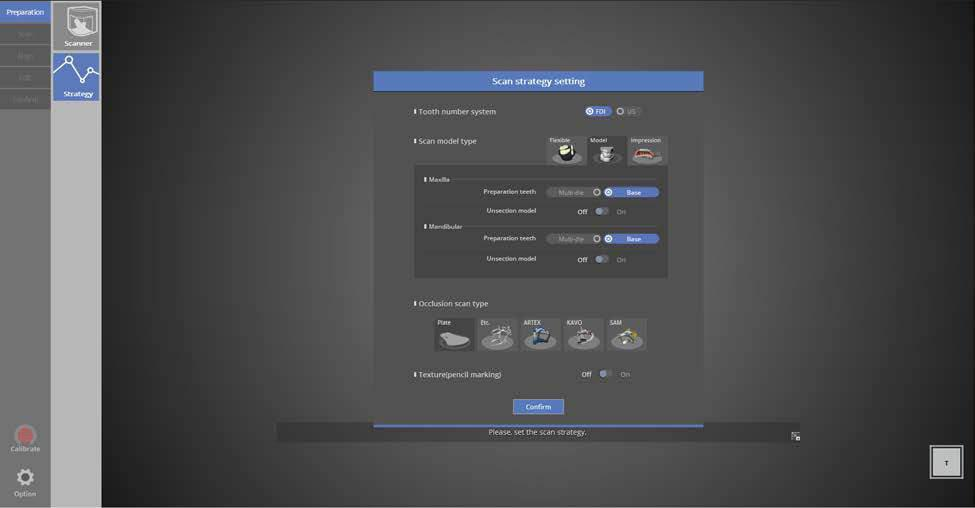 Preparation
Scan
Align
Edit
Confirm
Scanner
Strategy
Calibrate
Option
Scan strategy setting
Tooth number system
FDI US
Scan model type
Flexible Model Impression
Maxilla
Preparation teeth Multi-die Base
Unsection model Off On
Mandibular
Preparation teeth Multi-die Base
Unsection model Off On
Occlusion scan type
Plate Etc. ARTEX KAVO SAM
Texture(pencil marking) Off On
Confirm
Please, set the scan strategy.
T